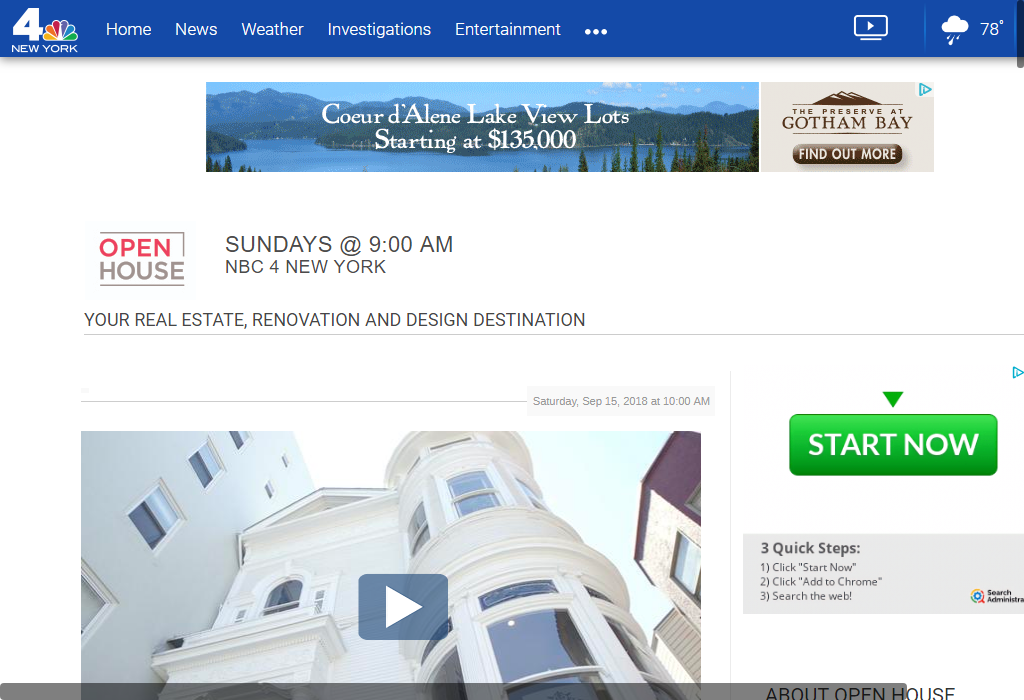 4
NEW YORK
Home
News
Weather
Investigations
Entertainment
78°
Coeur d'Alene Lake View Lots
Starting at $135,000
THE PRESERVE AT
GOTHAM BAY
FIND OUT MORE
OPEN
HOUSE
SUNDAYS @ 9:00 AM
NBC 4 NEW YORK
YOUR REAL ESTATE, RENOVATION AND DESIGN DESTINATION
Saturday, Sep 15, 2018 at 10:00 AM
START NOW
3 Quick Steps:
1) Click "Start Now"
2) Click "Add to Chrome"
3) Search the web!
Search
Administra
ABOUT OPEN HOUSE